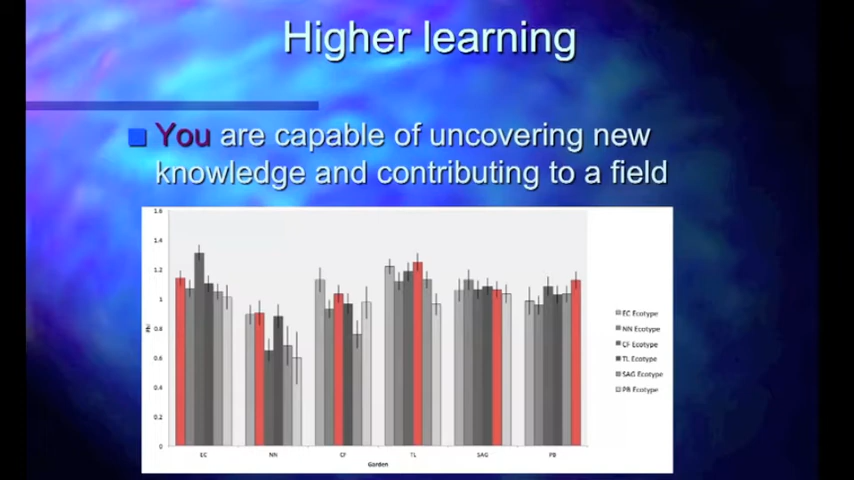 Higher learning
You are capable of uncovering new
knowledge and contributing to a field
1.6
1.4
1.2
1
0.8
0.6
0.4
0.2
0
EC NN CF TL SAG PB
Garden
EC Ecotype
NN Ecotype
CF Ecotype
TL Ecotype
SAG Ecotype
PB Ecotype